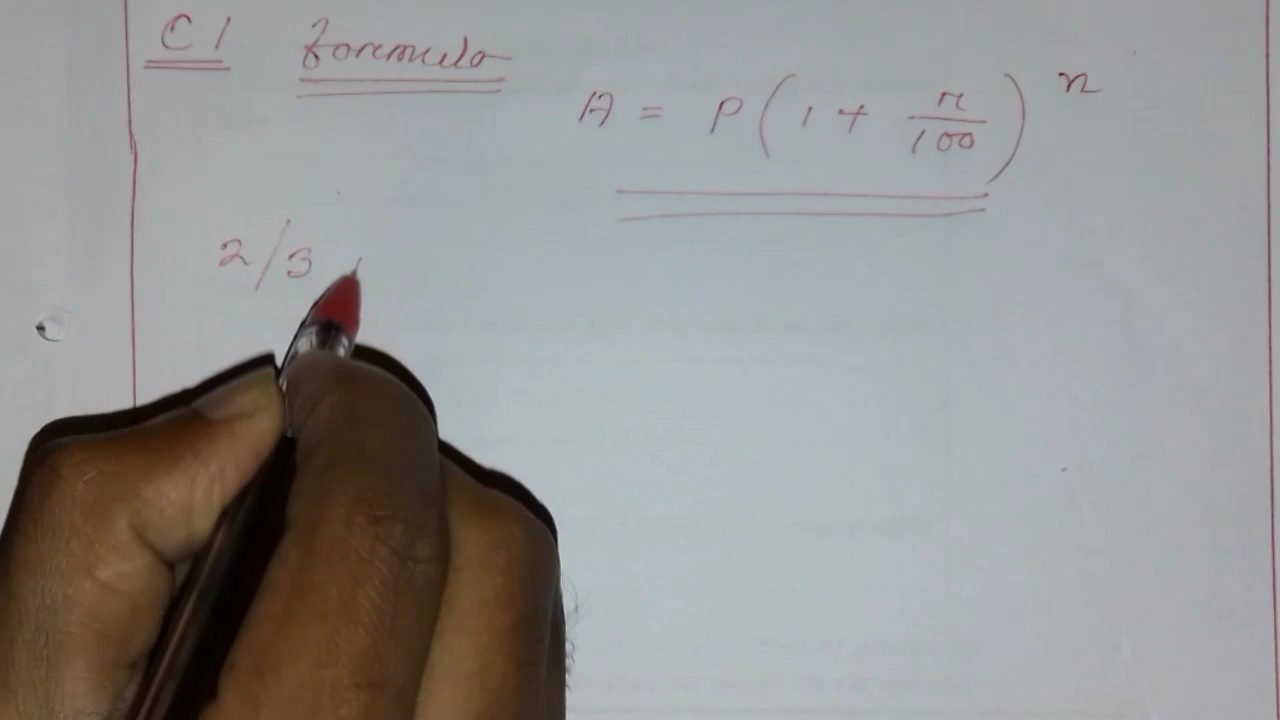 CI formula
A = P(1 + r/100)^n
2/3